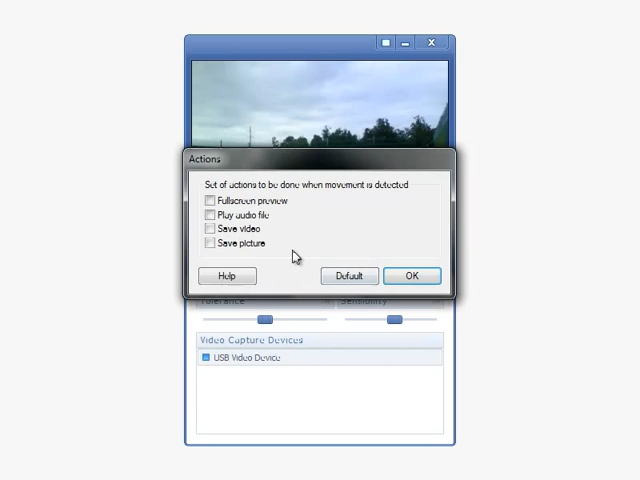 Actions
Set of actions to be done when movement is detected
Fullscreen preview
Play audio file
Save video
Save picture
Help
Default
OK
Tolerance
Sensibility
Video Capture Devices
USB Video Device